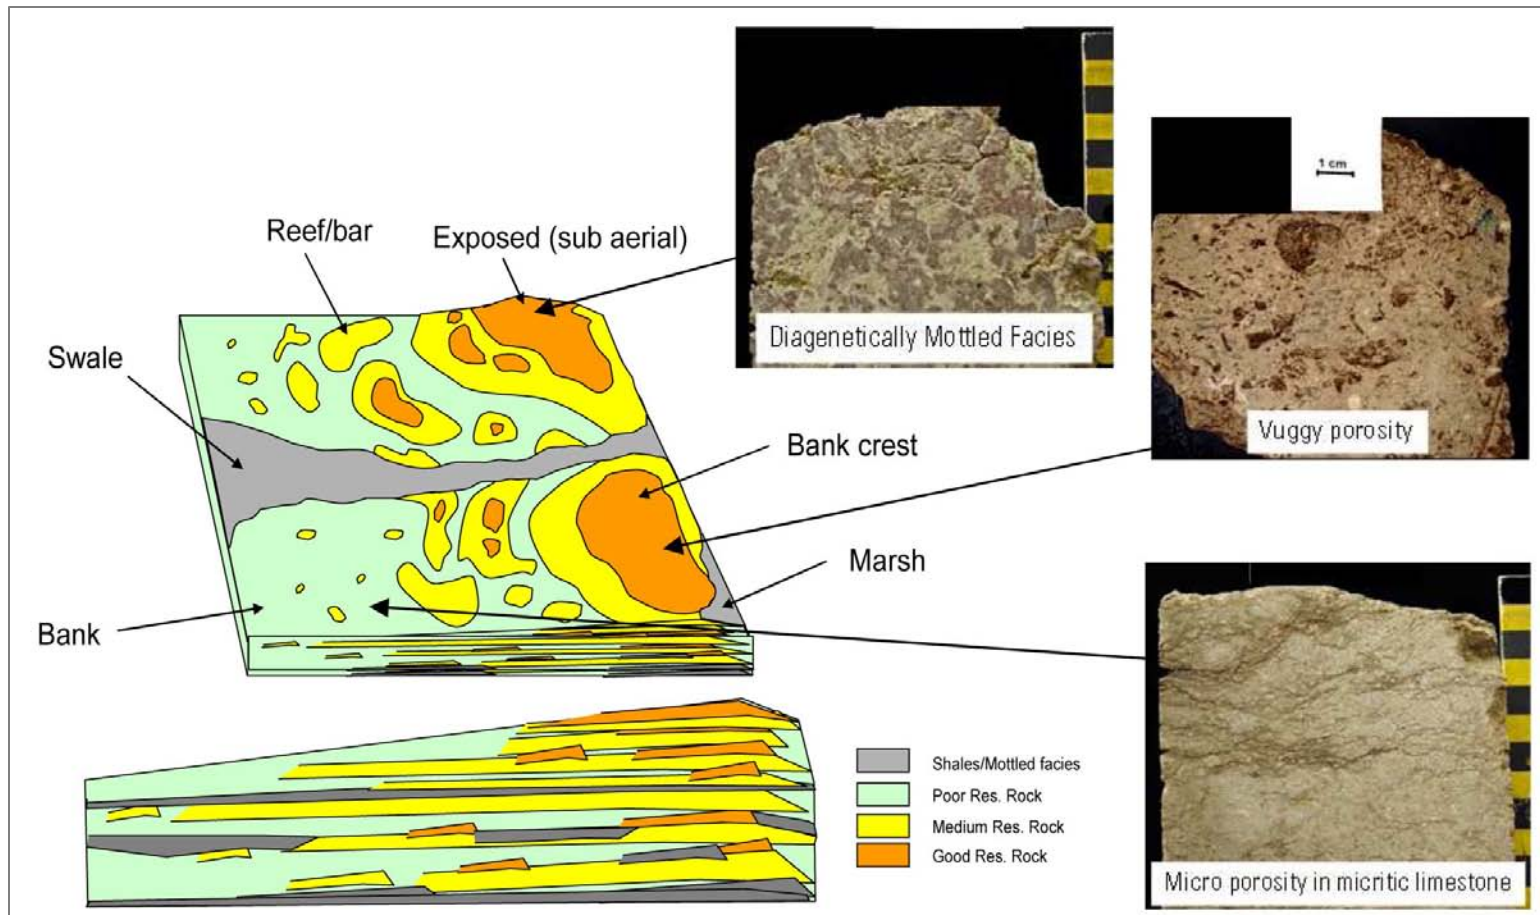 1 cm
Reef/bar
Exposed (sub aerial)
Diagenetically Mottled Facies
Swale
Vuggy porosity
Bank crest
Marsh
Bank
Shales/Mottled facies
Poor Res. Rock
Medium Res. Rock
Good Res. Rock
Micro porosity in micritic limestone